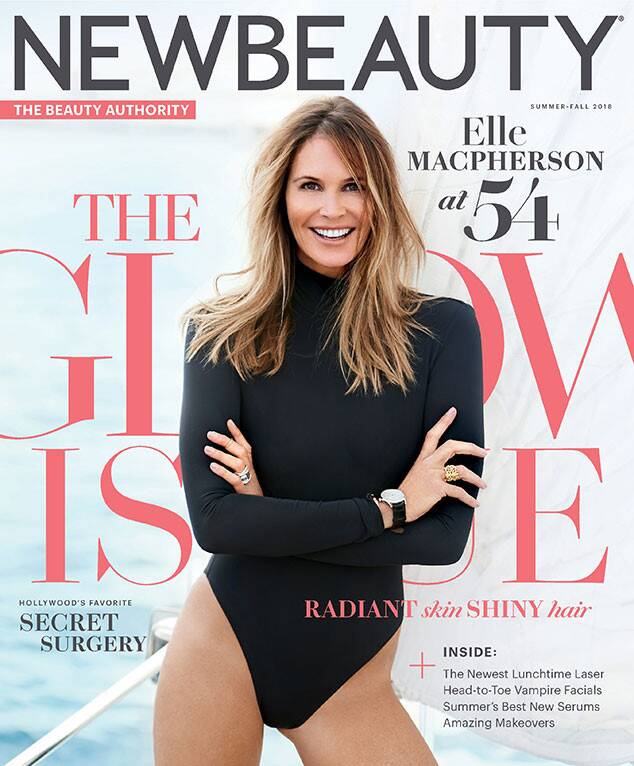 NEWBEAUTY®
THE BEAUTY AUTHORITY
SUMMER-FALL 2018
Elle
MACPHERSON
at 54
THE
GLOW
ISSUE
HOLLYWOOD'S FAVORITE
SECRET
SURGERY
RADIANT skin SHINY hair
+ INSIDE:
The Newest Lunchtime Laser
Head-to-Toe Vampire Facials
Summer's Best New Serums
Amazing Makeovers